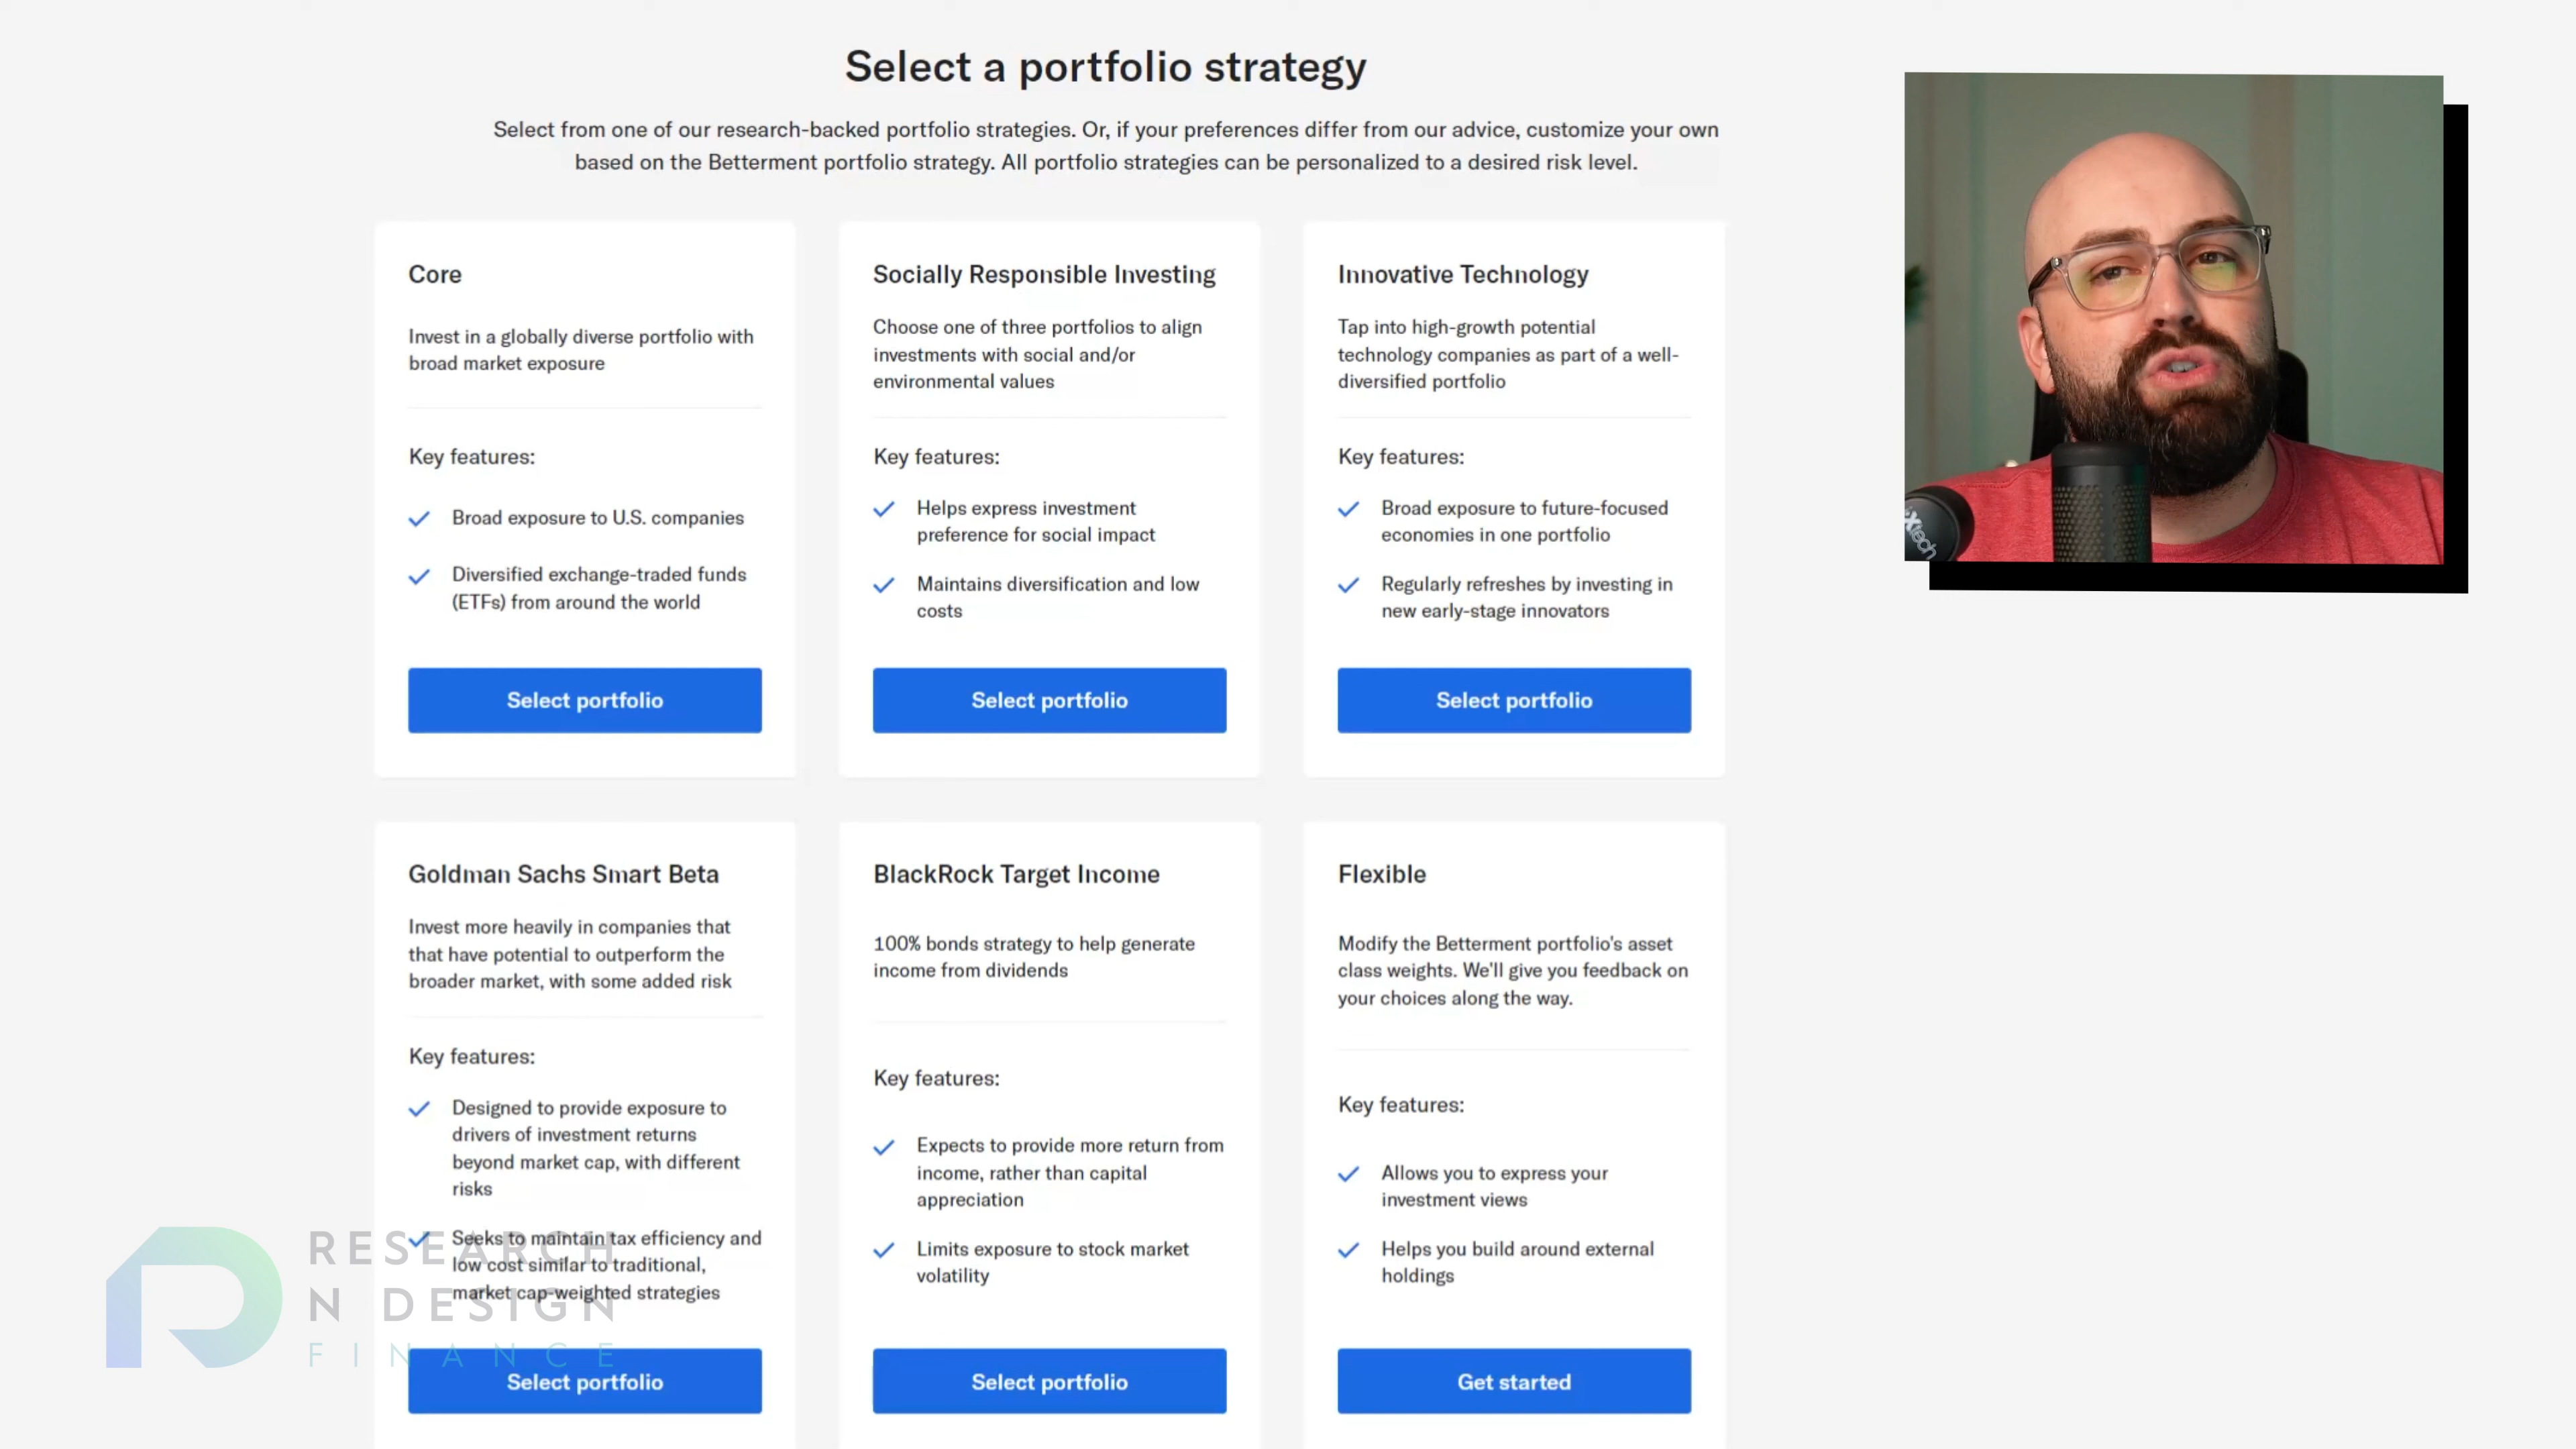 Select a portfolio strategy
Select from one of our research-backed portfolio strategies. Or, if your preferences differ from our advice, customize your own
based on the Betterment portfolio strategy. All portfolio strategies can be personalized to a desired risk level.
Core
Invest in a globally diverse portfolio with
broad market exposure
Key features:
Broad exposure to U.S. companies
Diversified exchange-traded funds
(ETFs) from around the world
Select portfolio
Socially Responsible Investing
Choose one of three portfolios to align
investments with social and/or
environmental values
Key features:
Helps express investment
preference for social impact
Maintains diversification and low
costs
Select portfolio
Innovative Technology
Tap into high-growth potential
technology companies as part of a well-
diversified portfolio
Key features:
Broad exposure to future-focused
economies in one portfolio
Regularly refreshes by investing in
new early-stage innovators
Select portfolio
Goldman Sachs Smart Beta
Invest more heavily in companies that
that have potential to outperform the
broader market, with some added risk
Key features:
Designed to provide exposure to
drivers of investment returns
beyond market cap, with different
risks
Seeks to maintain tax efficiency and
low cost similar to traditional,
market cap-weighted strategies
Select portfolio
BlackRock Target Income
100% bonds strategy to help generate
income from dividends
Key features:
Expects to provide more return from
income, rather than capital
appreciation
Limits exposure to stock market
volatility
Select portfolio
Flexible
Modify the Betterment portfolio's asset
class weights. We'll give you feedback on
your choices along the way.
Key features:
Allows you to express your
investment views
Helps you build around external
holdings
Get started
RESEARCH
N DESIGN
FINANCE